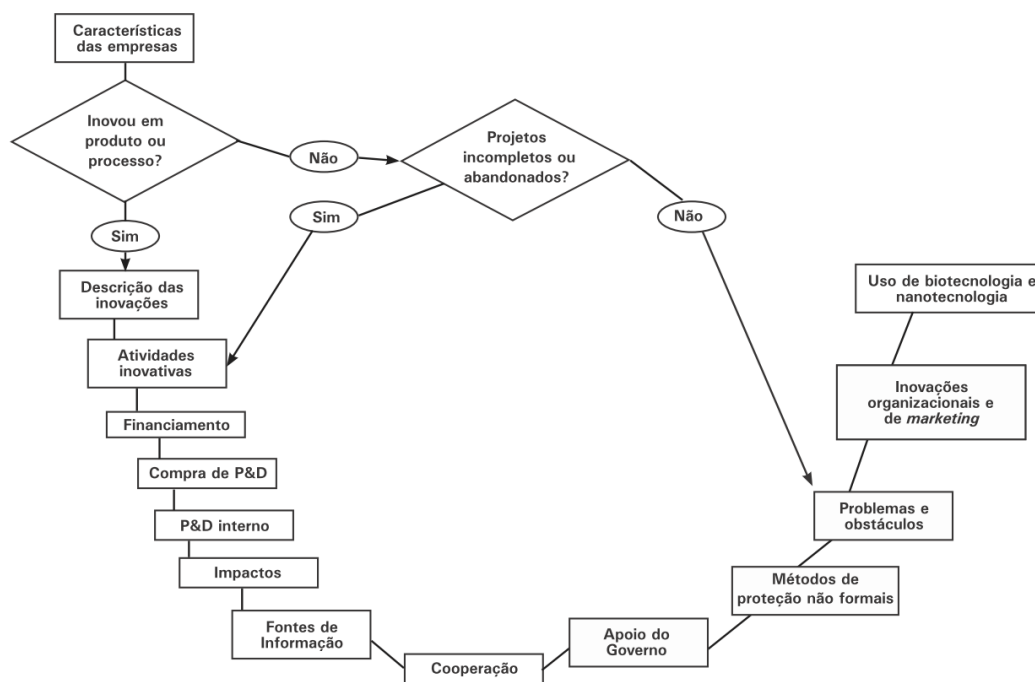 Características
das empresas
Inovou em
produto ou
processo?
Não
Projetos
incompletos ou
abandonados?
Sim
Não
Sim
Descrição das
inovações
Atividades
inovativas
Financiamento
Compra de P&D
P&D interno
Impactos
Fontes de
Informação
Cooperação
Apoio do
Governo
Métodos de
proteção não formais
Problemas e
obstáculos
Inovações
organizacionais e
de marketing
Uso de biotecnologia e
nanotecnologia